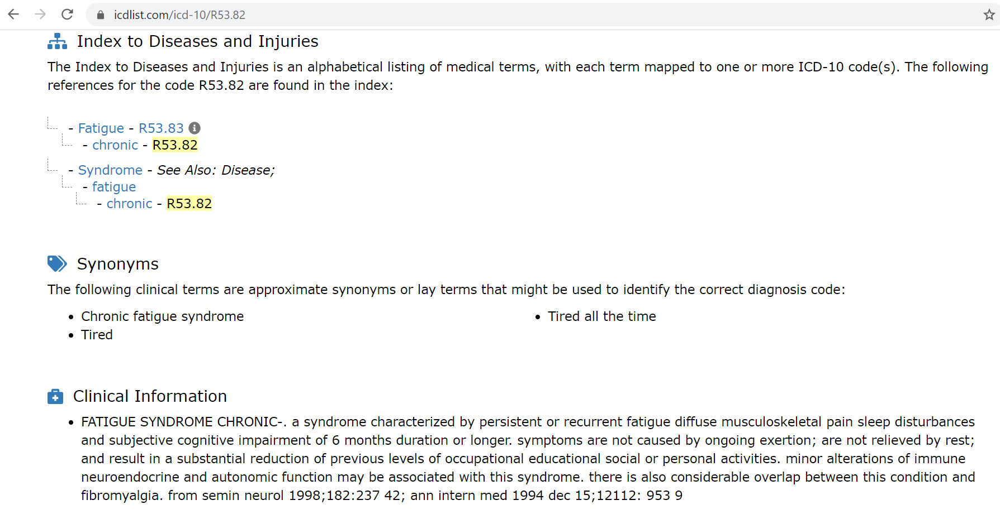 icdlist.com/icd-10/R53.82
Index to Diseases and Injuries
The Index to Diseases and Injuries is an alphabetical listing of medical terms, with each term mapped to one or more ICD-10 code(s). The following
references for the code R53.82 are found in the index:
- Fatigue - R53.83
- chronic - R53.82
- Syndrome - See Also: Disease;
- fatigue
- chronic - R53.82
Synonyms
The following clinical terms are approximate synonyms or lay terms that might be used to identify the correct diagnosis code:
• Chronic fatigue syndrome
• Tired
• Tired all the time
Clinical Information
• FATIGUE SYNDROME CHRONIC-. a syndrome characterized by persistent or recurrent fatigue diffuse musculoskeletal pain sleep disturbances
and subjective cognitive impairment of 6 months duration or longer. symptoms are not caused by ongoing exertion; are not relieved by rest;
and result in a substantial reduction of previous levels of occupational educational social or personal activities. minor alterations of immune
neuroendocrine and autonomic function may be associated with this syndrome. there is also considerable overlap between this condition and
fibromyalgia. from semin neurol 1998;182:237 42; ann intern med 1994 dec 15;12112: 953 9